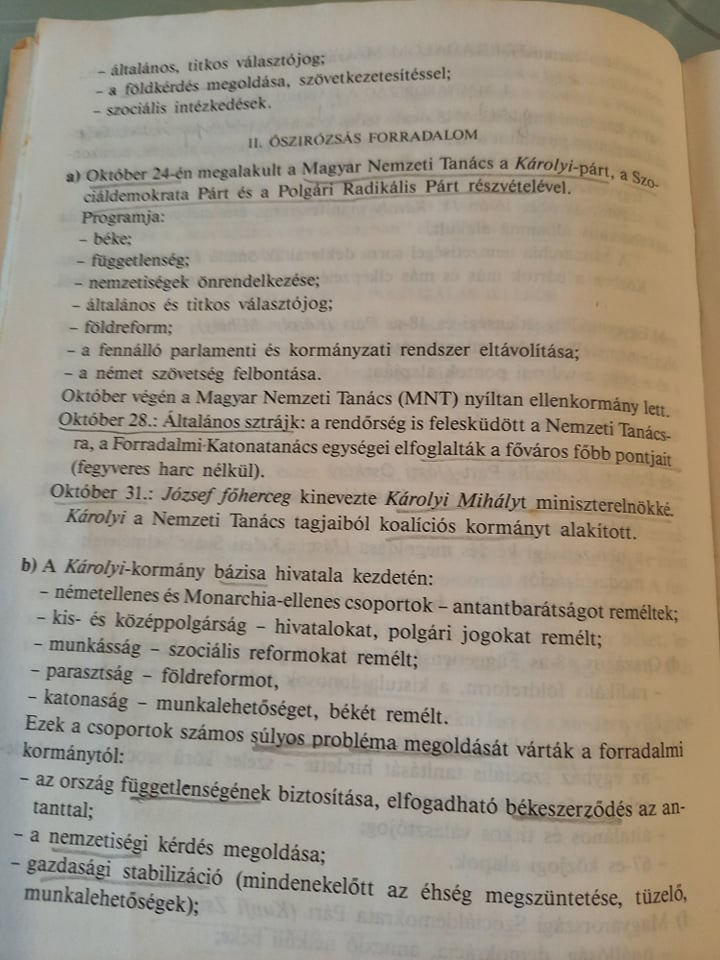 – általános, titkos választójog;
– a földkérdés megoldása, szövetkezetesítéssel;
– szociális intézkedések.
II. ŐSZIRÓZSÁS FORRADALOM
a) Október 24-én megalakult a Magyar Nemzeti Tanács a Károlyi-párt, a Szo-
ciáldemokrata Párt és a Polgári Radikális Párt részvételével.
Programja:
– béke;
– függetlenség;
– nemzetiségek önrendelkezése;
– általános és titkos választójog;
– földreform;
– a fennálló parlamenti és kormányzati rendszer eltávolítása;
– a német szövetség felbontása.
Október végén a Magyar Nemzeti Tanács (MNT) nyíltan ellenkormány lett.
Október 28.: Általános sztrájk: a rendőrség is felesküdött a Nemzeti Tanács-
ra, a Forradalmi Katonatanács egységei elfoglalták a főváros főbb pontjait
(fegyveres harc nélkül).
Október 31.: József főherceg kinevezte Károlyi Mihályt miniszterelnökké.
Károlyi a Nemzeti Tanács tagjaiból koalíciós kormányt alakított.
b) A Károlyi-kormány bázisa hivatala kezdetén:
– németellenes és Monarchia-ellenes csoportok – antantbarátságot reméltek;
– kis- és középpolgárság – hivatalokat, polgári jogokat remélt;
– munkásság – szociális reformokat remélt;
– parasztság – földreformot,
– katonaság – munkalehetőséget, békét remélt.
Ezek a csoportok számos súlyos probléma megoldását várták a forradalmi
kormánytól:
– az ország függetlenségének biztosítása, elfogadható békeszerződés az an-
tanttal;
– a nemzetiségi kérdés megoldása;
– gazdasági stabilizáció (mindenekelőtt az éhség megszüntetése, tüzelő,
munkalehetőségek);